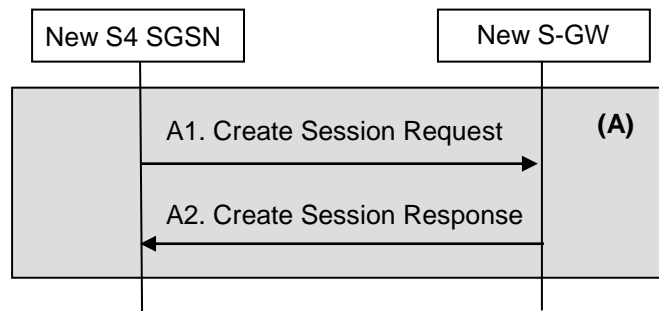 New S4 SGSN
New S-GW
(A)
A1. Create Session Request
A2. Create Session Response